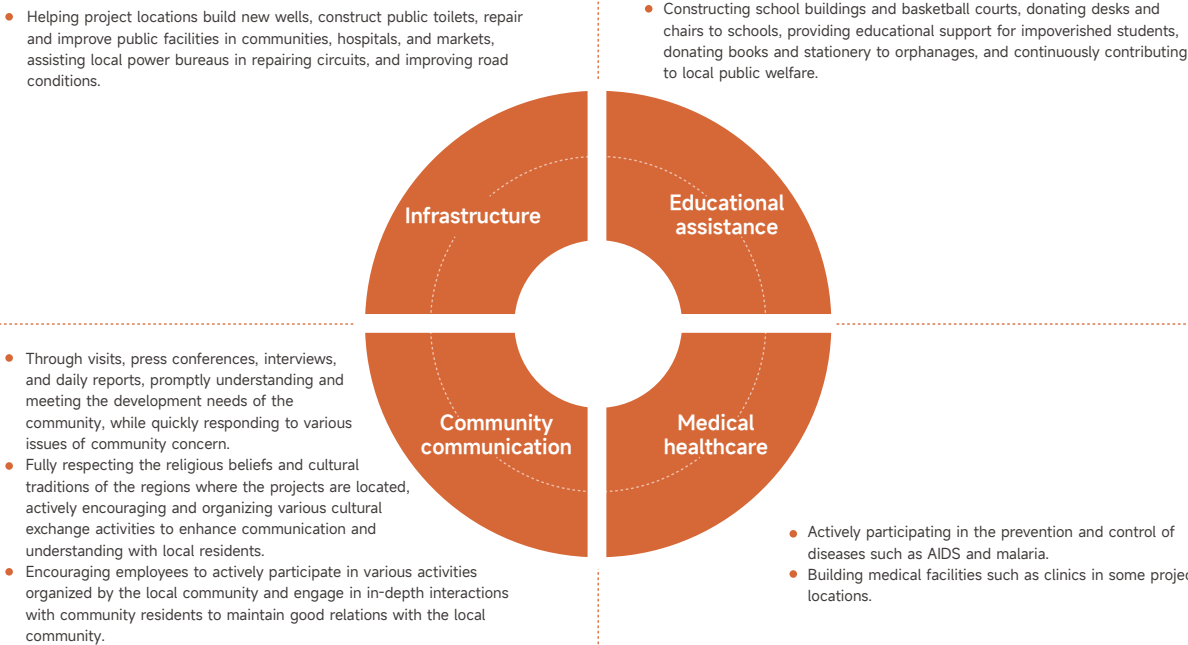 Helping project locations build new wells, construct public toilets, repair
and improve public facilities in communities, hospitals, and markets,
assisting local power bureaus in repairing circuits, and improving road
conditions.
Constructing school buildings and basketball courts, donating desks and
chairs to schools, providing educational support for impoverished students,
donating books and stationery to orphanages, and continuously contributing
to local public welfare.
Infrastructure
Educational
assistance
Through visits, press conferences, interviews,
and daily reports, promptly understanding and
meeting the development needs of the
community, while quickly responding to various
issues of community concern.
Fully respecting the religious beliefs and cultural
traditions of the regions where the projects are located,
actively encouraging and organizing various cultural
exchange activities to enhance communication and
understanding with local residents.
Encouraging employees to actively participate in various activities
organized by the local community and engage in in-depth interactions
with community residents to maintain good relations with the local
community.
Community
communication
Medical
healthcare
Actively participating in the prevention and control of
diseases such as AIDS and malaria.
Building medical facilities such as clinics in some
locations.